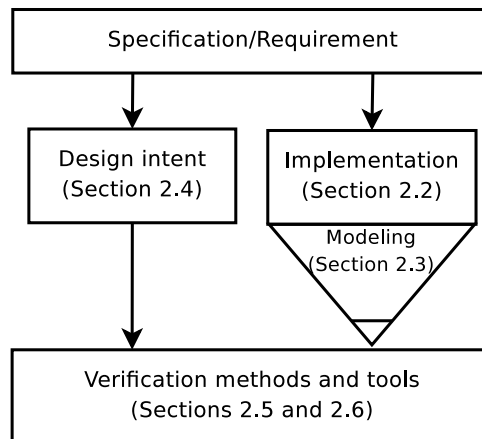 Specification/Requirement
Design intent
(Section 2.4)
Implementation
(Section 2.2)
Modeling
(Section 2.3)
Verification methods and tools
(Sections 2.5 and 2.6)